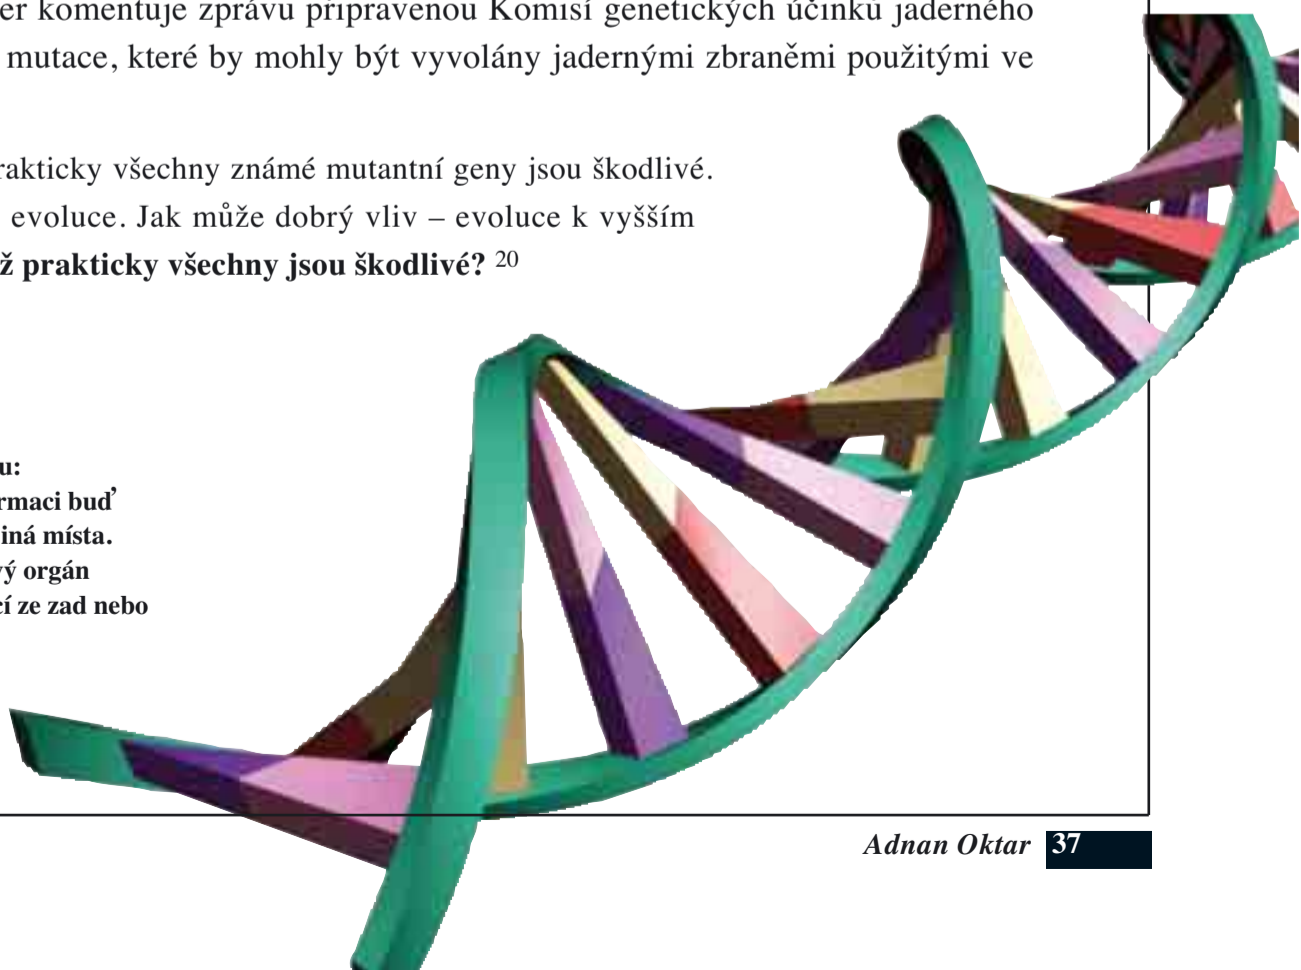 er komentuje zprávu připravenou Komisí genetických účinků jaderného
mutace, které by mohly být vyvolány jadernými zbraněmi použitými ve
rakticky všechny známé mutantní geny jsou škodlivé.
evoluce. Jak může dobrý vliv – evoluce k vyšším
ž prakticky všechny jsou škodlivé? 20
u:
rmaci buď
iná místa.
vý orgán
cí ze zad nebo
Adnan Oktar 37